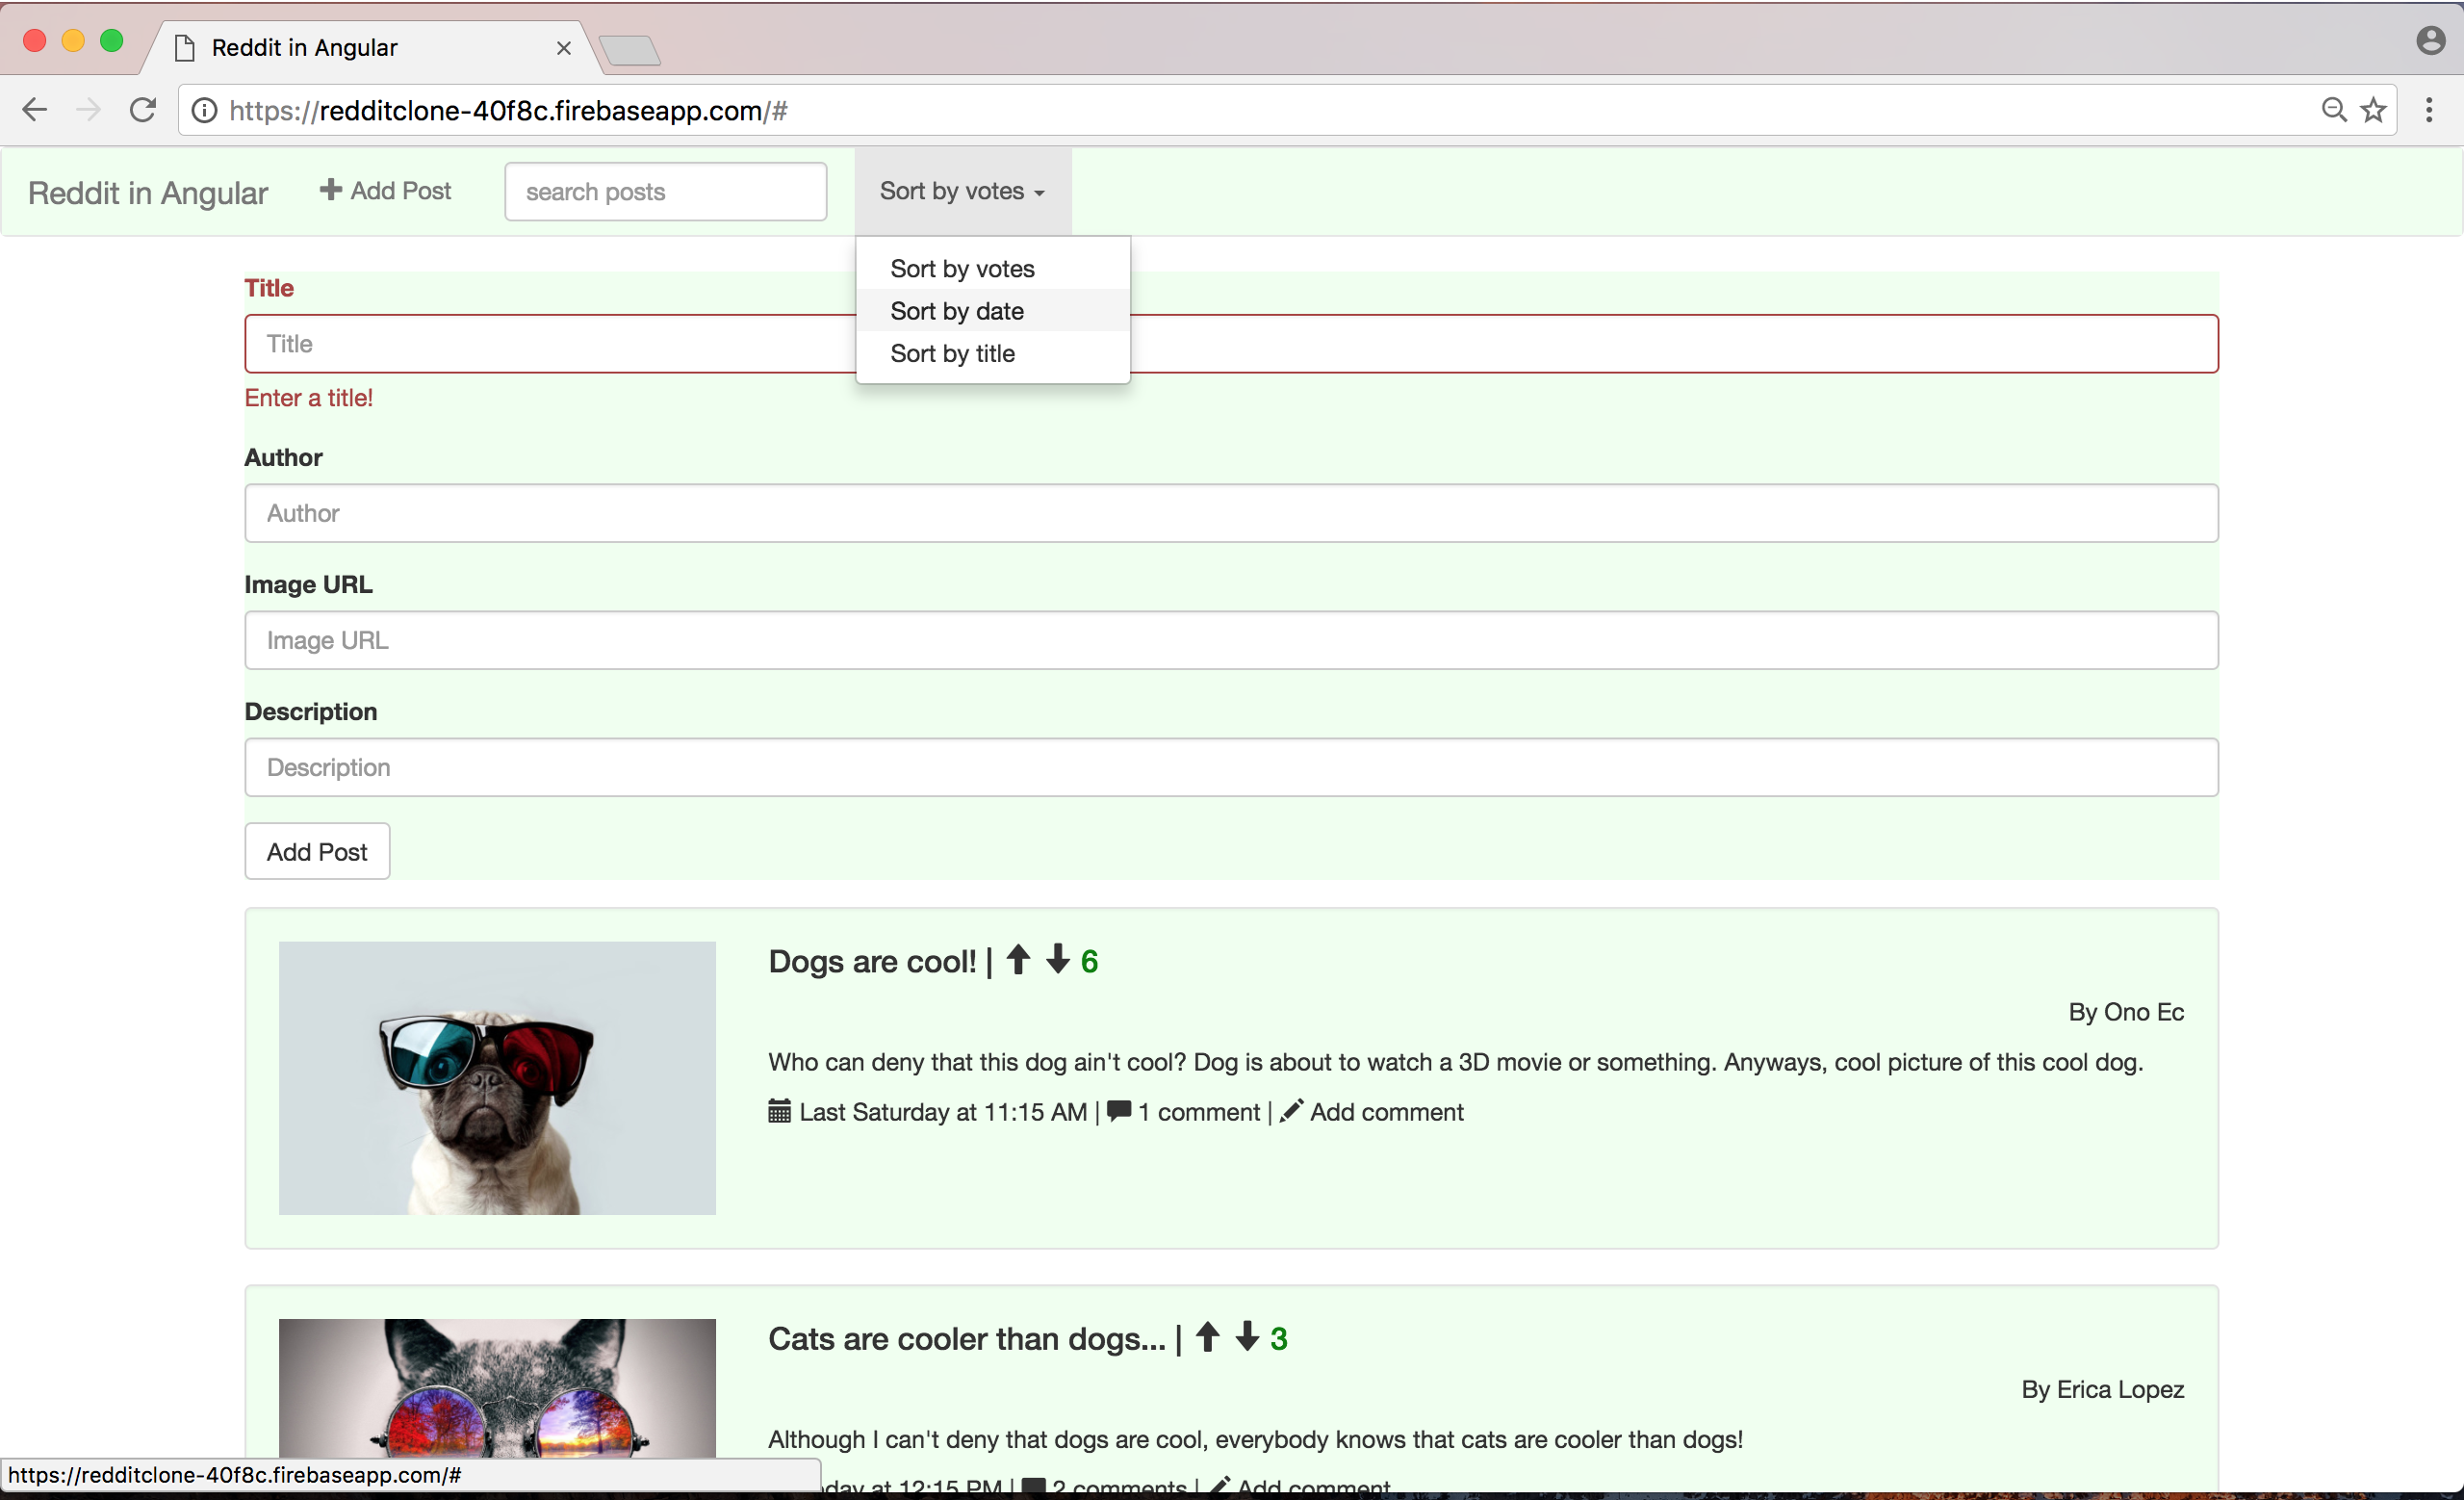 Reddit in Angular
https://redditclone-40f8c.firebaseapp.com/#
Reddit in Angular
Add Post
search posts
Sort by votes
Sort by votes
Sort by date
Sort by title
Title
Title
Enter a title!
Author
Author
Image URL
Image URL
Description
Description
Add Post
Dogs are cool! | 6
By Ono Ec
Who can deny that this dog ain't cool? Dog is about to watch a 3D movie or something. Anyways, cool picture of this cool dog.
Last Saturday at 11:15 AM | 1 comment | Add comment
Cats are cooler than dogs... | 3
By Erica Lopez
Although I can't deny that dogs are cool, everybody knows that cats are cooler than dogs!
at 12:15 PM | 2 comments | Add comment
https://redditclone-40f8c.firebaseapp.com/#